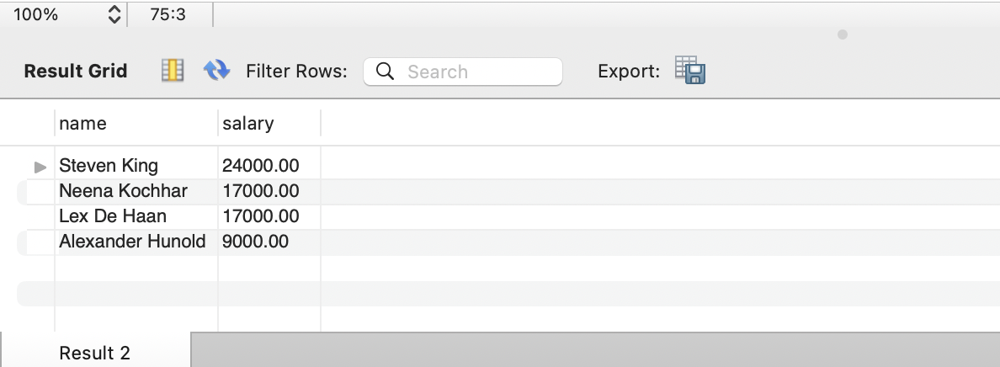 100% 75:3
Result Grid Filter Rows: Search Export:
name salary
Steven King 24000.00
Neena Kochhar 17000.00
Lex De Haan 17000.00
Alexander Hunold 9000.00
Result 2